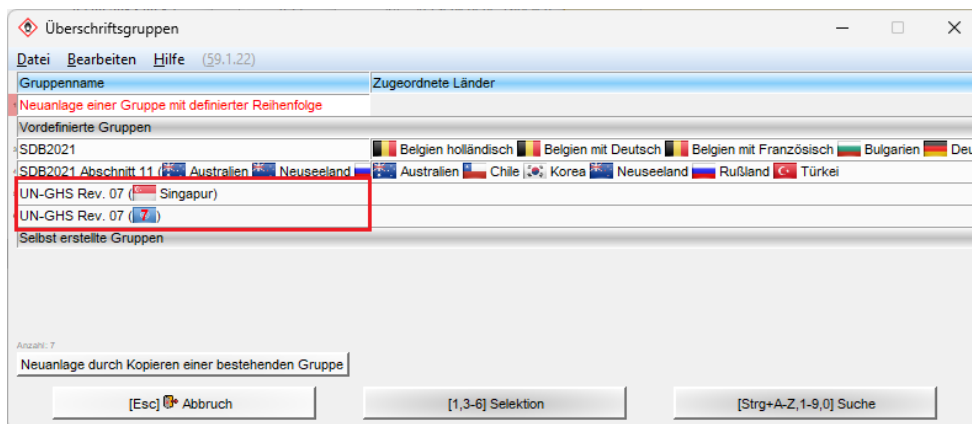 Überschriftsgruppen
Datei Bearbeiten Hilfe (59.1.22)
Gruppenname Zugeordnete Länder
Neuanlage einer Gruppe mit definierter Reihenfolge
Vordefinierte Gruppen
SDB2021 Belgien holländisch Belgien mit Deutsch Belgien mit Französisch Bulgarien Deu
SDB2021 Abschnitt 11 ( Australien Neuseeland Australien Chile Korea Neuseeland Rußland Türkei
UN-GHS Rev. 07 ( Singapur)
UN-GHS Rev. 07 ( 7 )
Selbst erstellte Gruppen
Anzahl: 7
Neuanlage durch Kopieren einer bestehenden Gruppe
[Esc] Abbruch [1,3-6] Selektion [Strg+A-Z,1-9,0] Suche